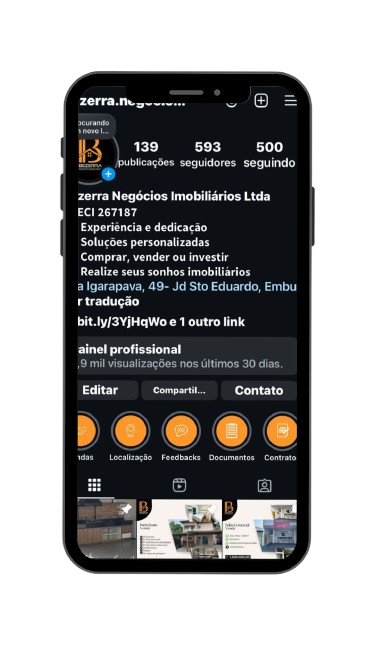 zerra.negócio...
ocurando
n novo l...
139 593 500
publicações seguidores seguindo
zerra Negócios Imobiliários Ltda
ECI 267187
Experiência e dedicação
Soluções personalizadas
Comprar, vender ou investir
Realize seus sonhos imobiliários
a Igarapava, 49- Jd Sto Eduardo, Embu
r tradução
bit.ly/3YjHqWo e 1 outro link
ainel profissional
,9 mil visualizações nos últimos 30 dias.
Editar Compartil... Contato
ndas Localização Feedbacks Documentos Contrato